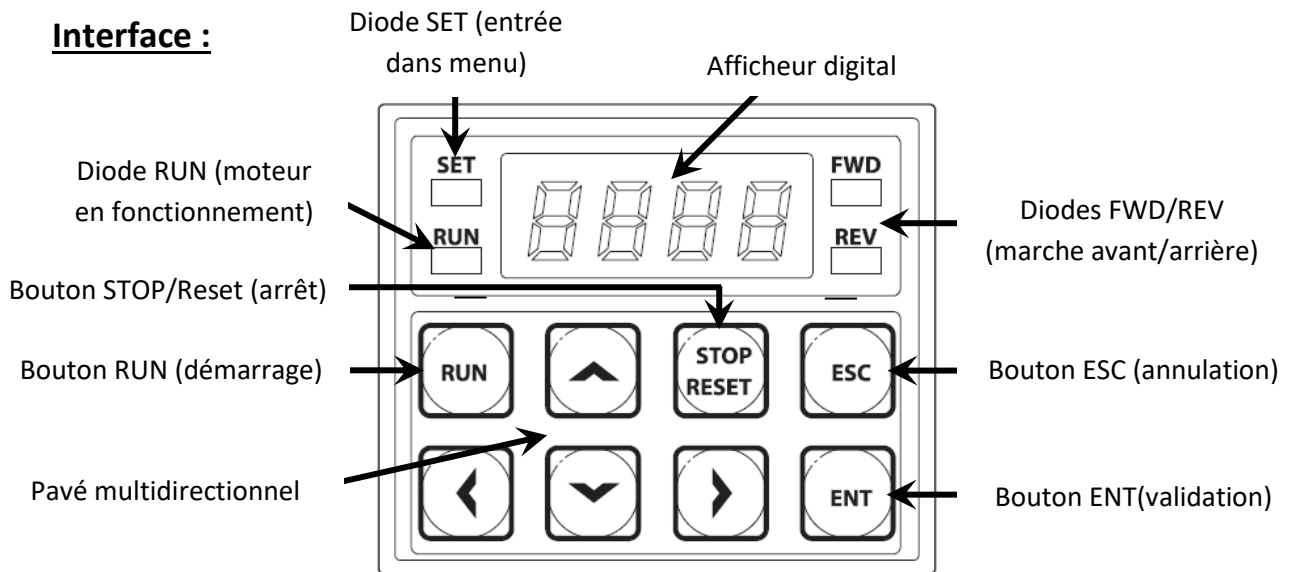 Interface :
Diode SET (entrée
dans menu)
Afficheur digital
Diode RUN (moteur
en fonctionnement)
SET
FWD
RUN
REV
Diodes FWD/REV
(marche avant/arrière)
Bouton STOP/Reset (arrêt)
Bouton RUN (démarrage)
RUN
STOP
RESET
ESC
Bouton ESC (annulation)
Pavé multidirectionnel
ENT
Bouton ENT(validation)